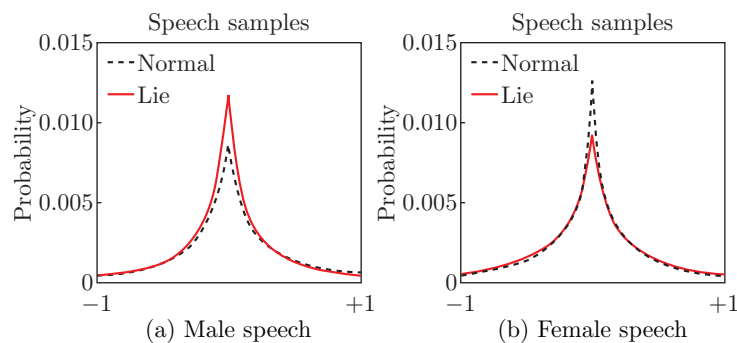 Speech samples
0.015
Normal
Lie
0.010
Probability
0.005
0
−1
+1
(a) Male speech
Speech samples
0.015
Normal
Lie
0.010
Probability
0.005
0
−1
+1
(b) Female speech